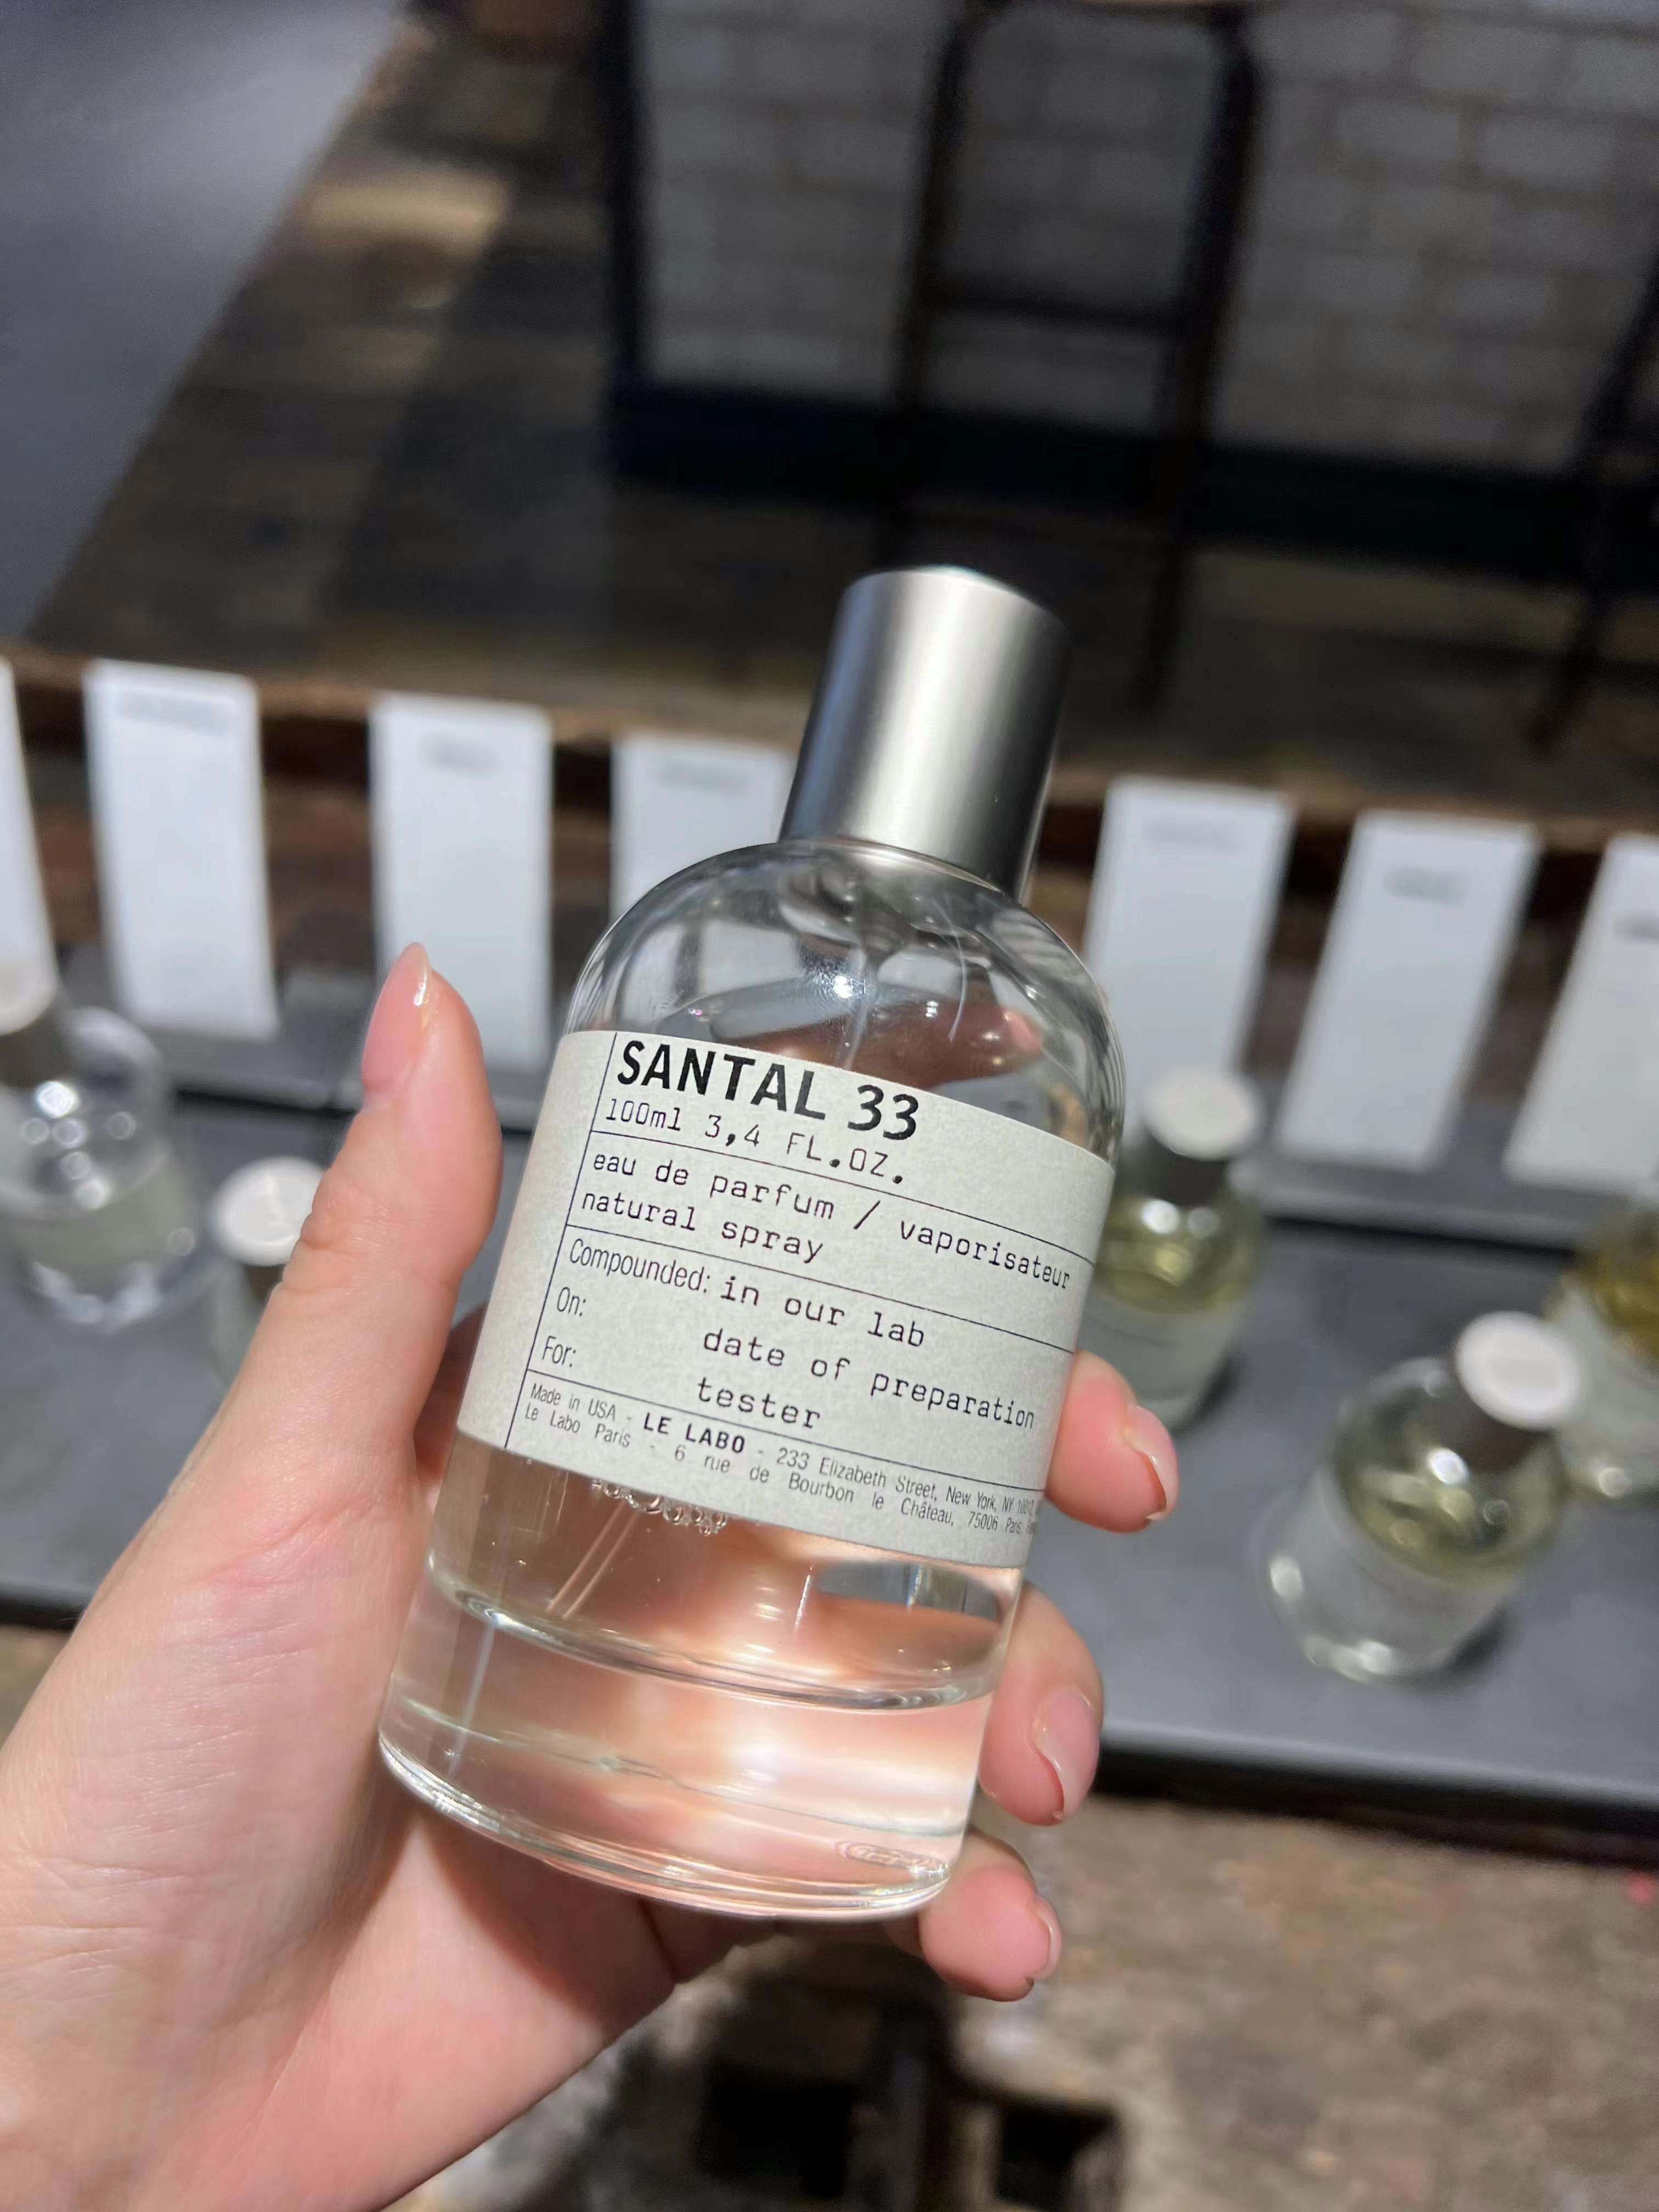 SANTAL 33
100ml 3,4 FL.OZ.
eau de parfum / vaporisateur
natural spray
Compounded: in our lab
On: date of preparation
For: tester
Made in USA - LE LABO - 233 Elizabeth Street, New York, NY
Le Labo Paris - 6 rue de Bourbon le Château, 75006 Paris,